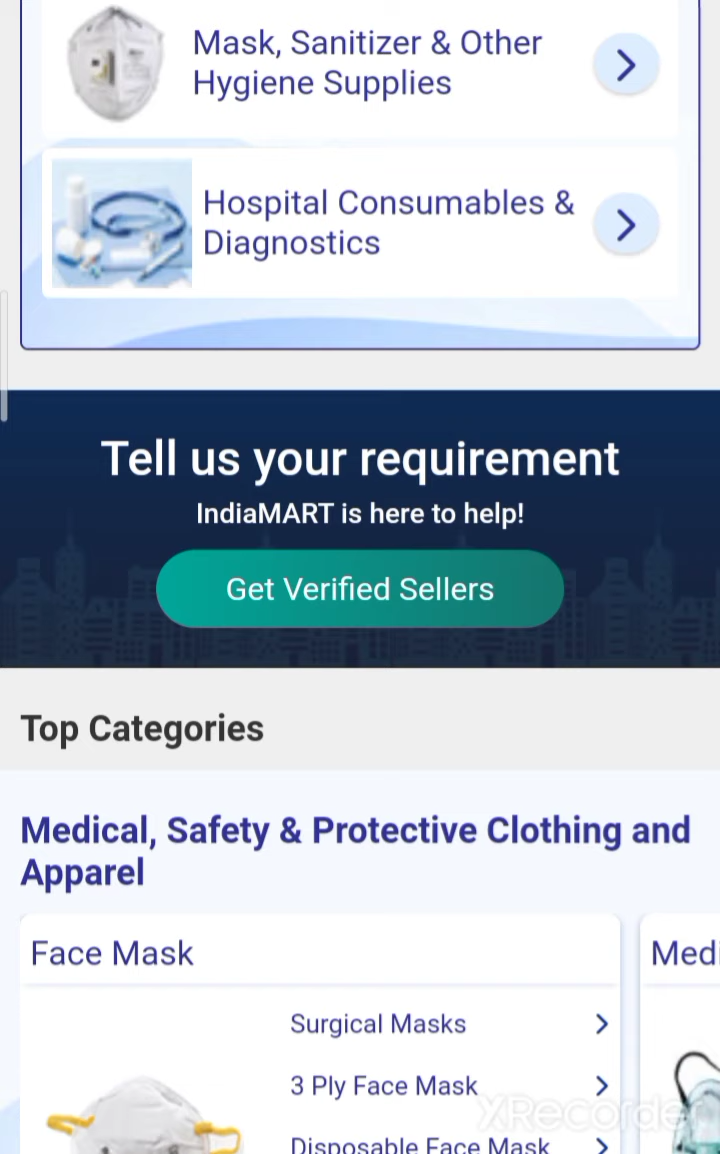 Mask, Sanitizer & Other
Hygiene Supplies
Hospital Consumables &
Diagnostics
Tell us your requirement
IndiaMART is here to help!
Get Verified Sellers
Top Categories
Medical, Safety & Protective Clothing and
Apparel
Face Mask
Medi
Surgical Masks
3 Ply Face Mask
Disposable Face Mask
XRecorder